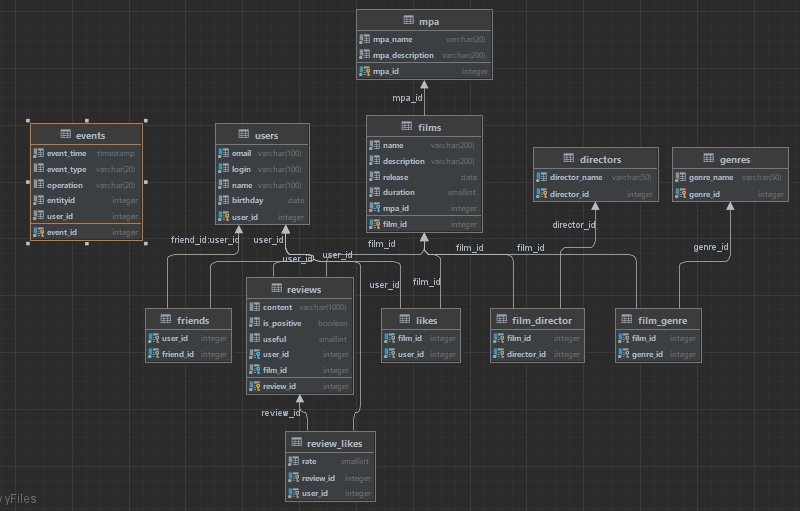 mpa
mpa_name varchar(20)
mpa_description varchar(200)
mpa_id integer
mpa_id
events
event_time timestamp
event_type varchar(20)
operation varchar(20)
entityid integer
user_id integer
event_id integer
users
email varchar(100)
login varchar(100)
name varchar(100)
birthday date
user_id integer
films
name varchar(200)
description varchar(200)
release date
duration smallint
mpa_id integer
film_id integer
directors
director_name varchar(50)
director_id integer
genres
genre_name varchar(50)
genre_id integer
friend_id:user_id
user_id
user_id
user_id
film_id
film_id
film_id
director_id
genre_id
user_id
film_id
friends
user_id integer
friend_id integer
reviews
content varchar(1000)
is_positive boolean
useful smallint
user_id integer
film_id integer
review_id integer
likes
film_id integer
user_id integer
film_director
film_id integer
director_id integer
film_genre
film_id integer
genre_id integer
review_id
review_likes
rate smallint
review_id integer
user_id integer
yFiles